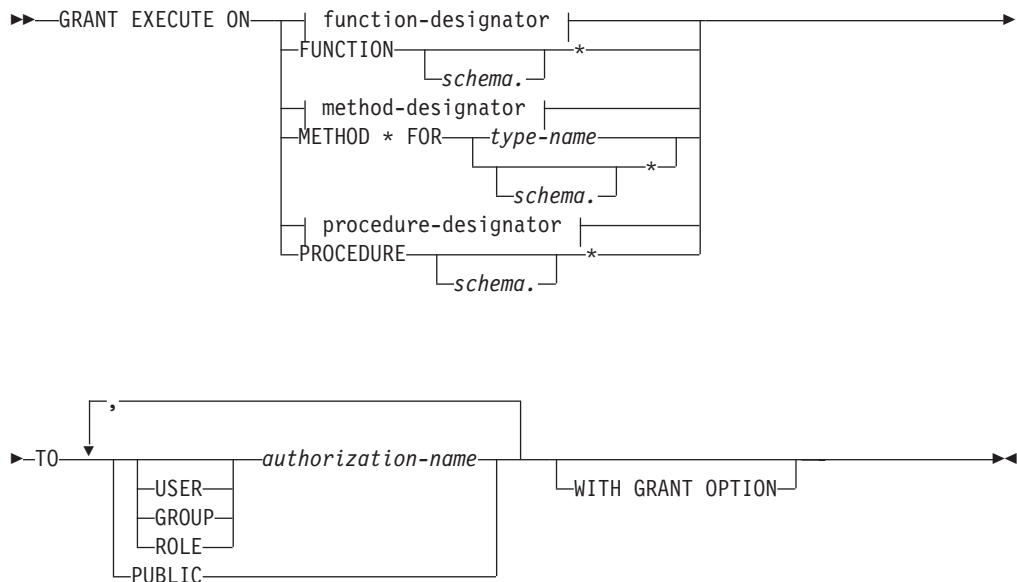 GRANT EXECUTE ON function-designator
FUNCTION *
schema.
method-designator
METHOD * FOR type-name
*
schema.
procedure-designator
PROCEDURE *
schema.
,
TO authorization-name
USER WITH GRANT OPTION
GROUP
ROLE
PUBLIC